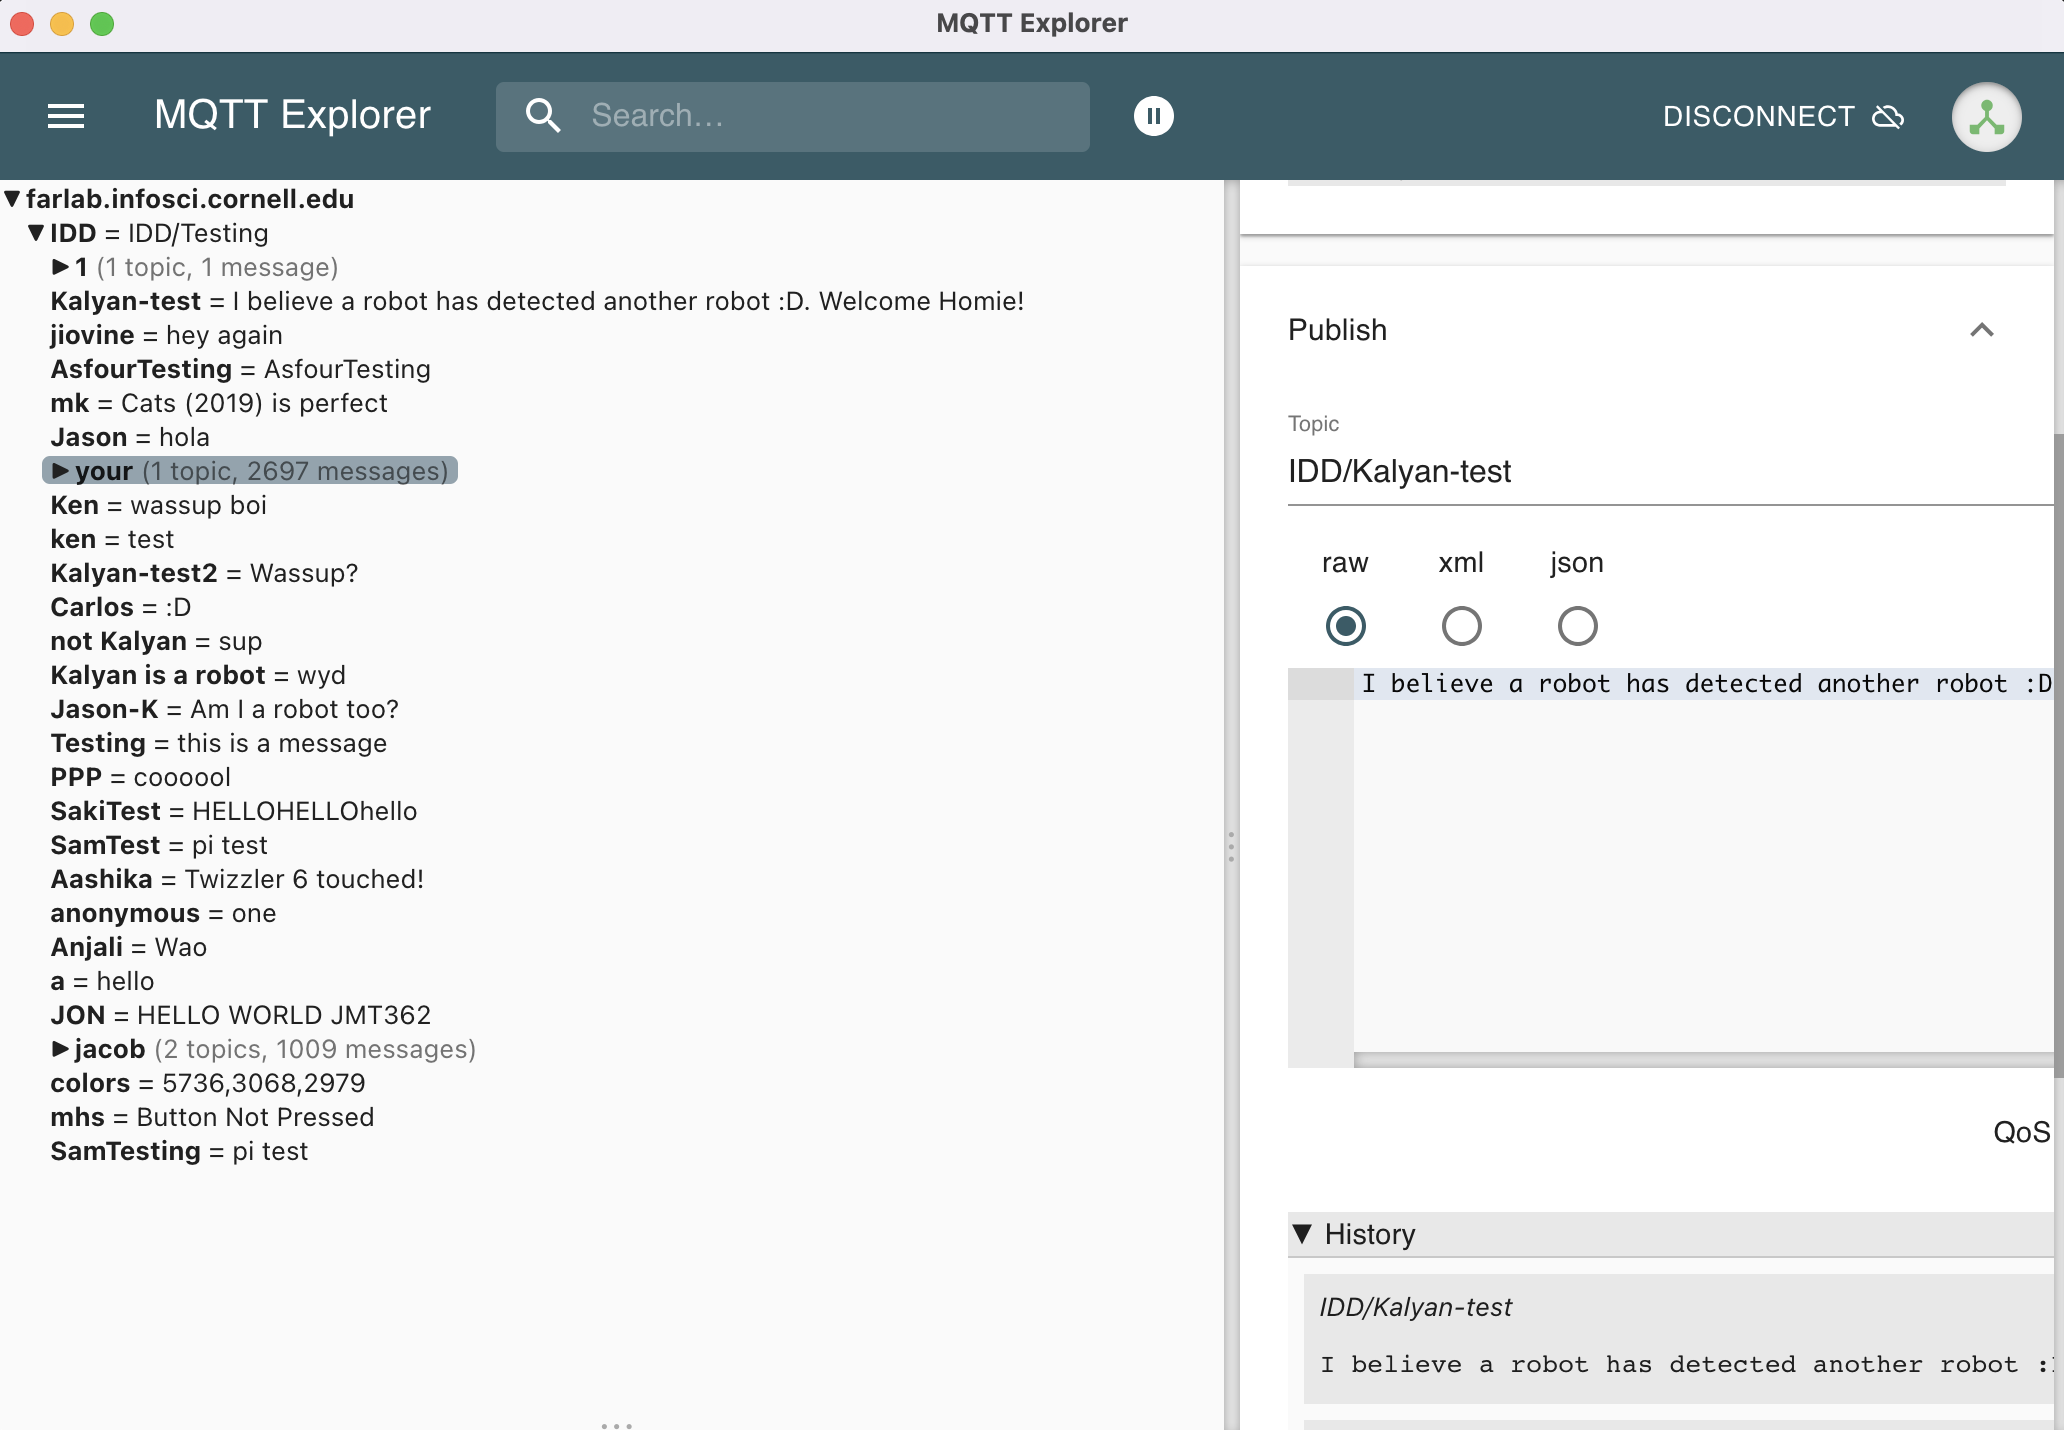 MQTT Explorer
MQTT Explorer
Search...
DISCONNECT
farlab.infosci.cornell.edu
IDD = IDD/Testing
1 (1 topic, 1 message)
Kalyan-test = I believe a robot has detected another robot :D. Welcome Homie!
jiovine = hey again
AsfourTesting = AsfourTesting
mk = Cats (2019) is perfect
Jason = hola
your (1 topic, 2697 messages)
Ken = wassup boi
ken = test
Kalyan-test2 = Wassup?
Carlos = :D
not Kalyan = sup
Kalyan is a robot = wyd
Jason-K = Am I a robot too?
Testing = this is a message
PPP = coooool
SakiTest = HELLOHELLOhello
SamTest = pi test
Aashika = Twizzler 6 touched!
anonymous = one
Anjali = Wao
a = hello
JON = HELLO WORLD JMT362
jacob (2 topics, 1009 messages)
colors = 5736,3068,2979
mhs = Button Not Pressed
SamTesting = pi test
Publish
Topic
IDD/Kalyan-test
raw xml json
I believe a robot has detected another robot :D
QoS
History
IDD/Kalyan-test
I believe a robot has detected another robot :